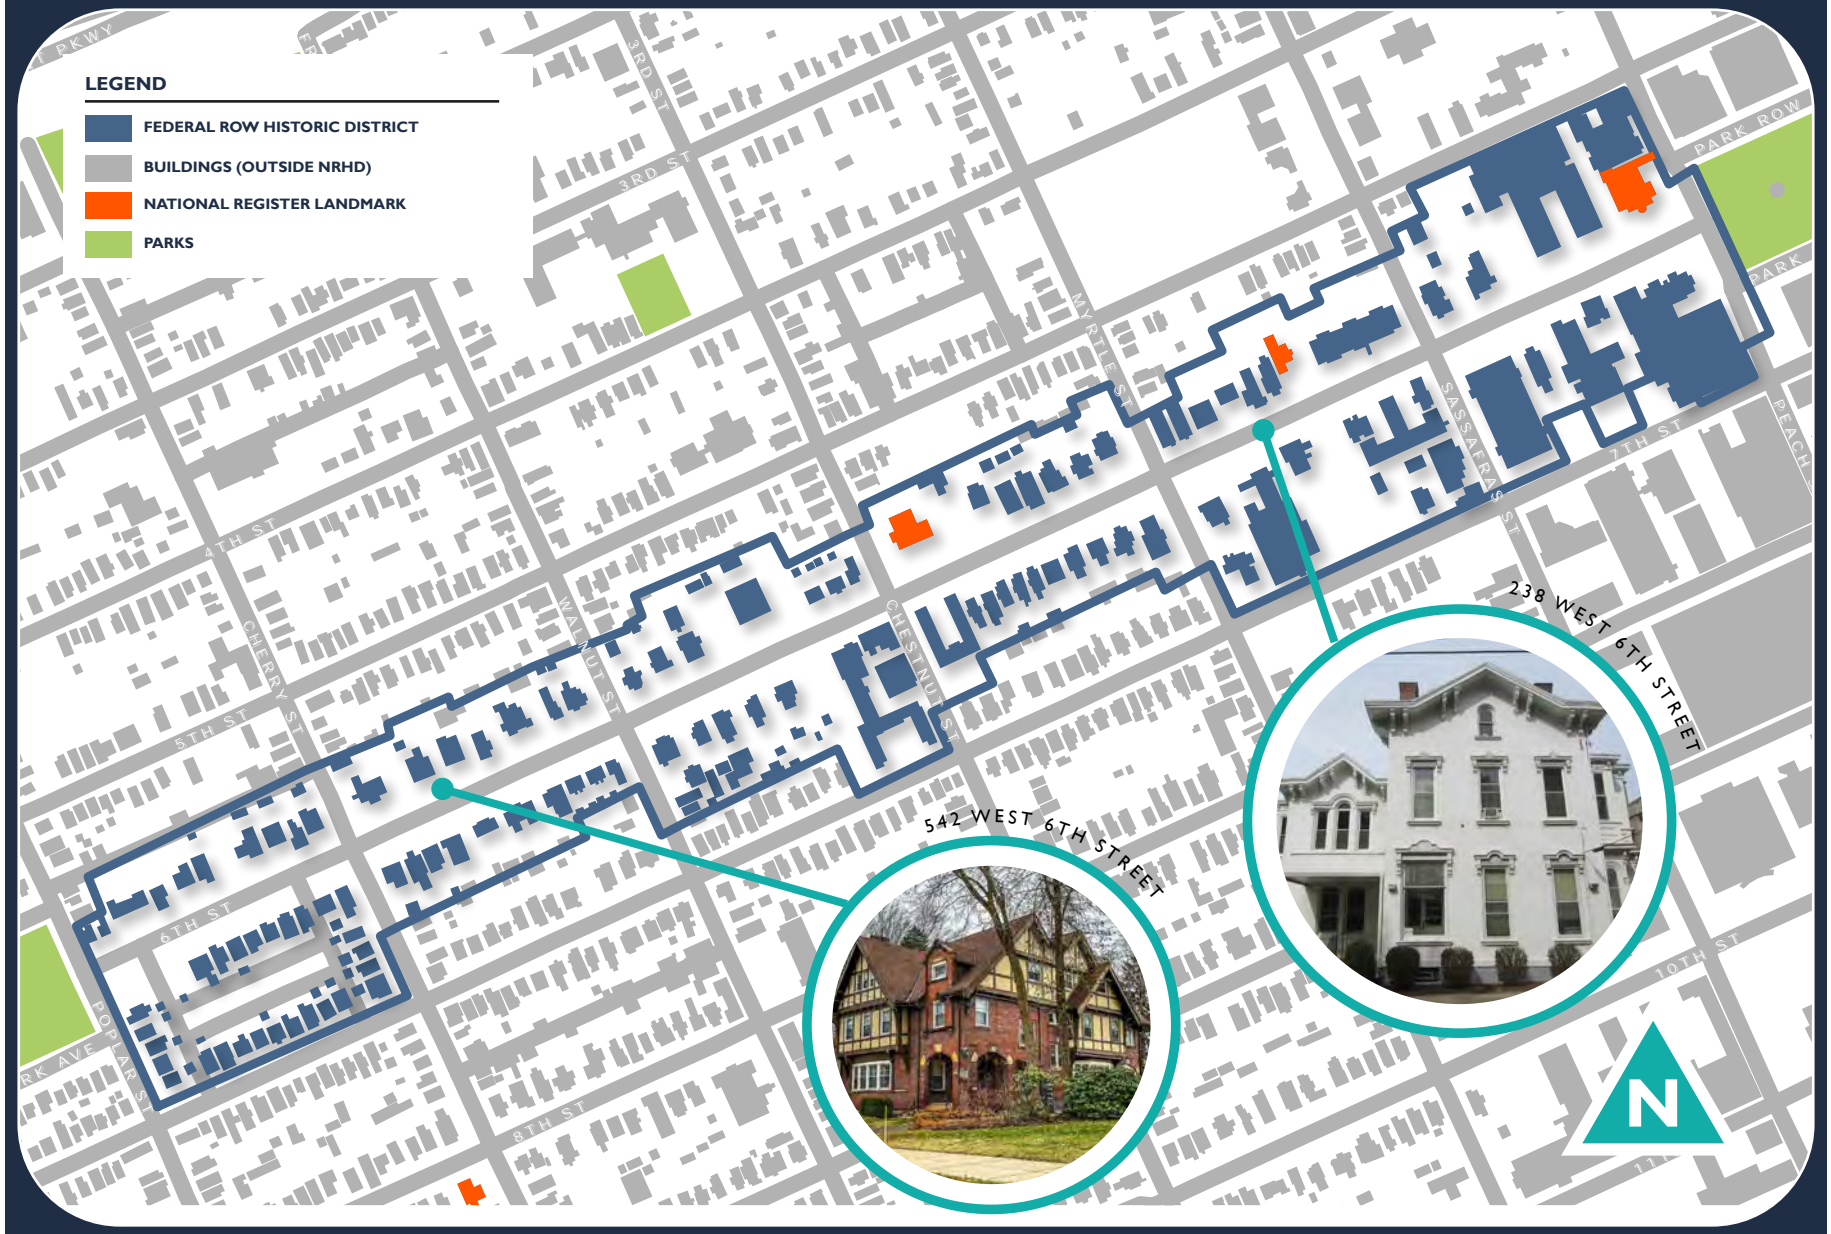 LEGEND
FEDERAL ROW HISTORIC DISTRICT
BUILDINGS (OUTSIDE NRHD)
NATIONAL REGISTER LANDMARK
PARKS
PKWY
3RD ST
3RD ST
PARK ROW
PARK
MYRTLE ST
SASSAFRAS ST
PEACH
7TH ST
4TH ST
CHERRY ST
WALNUT ST
CHESTNUT ST
5TH ST
6TH ST
POPLAR ST
RK AVE
8TH ST
10TH ST
238 WEST 6TH STREET
542 WEST 6TH STREET
N